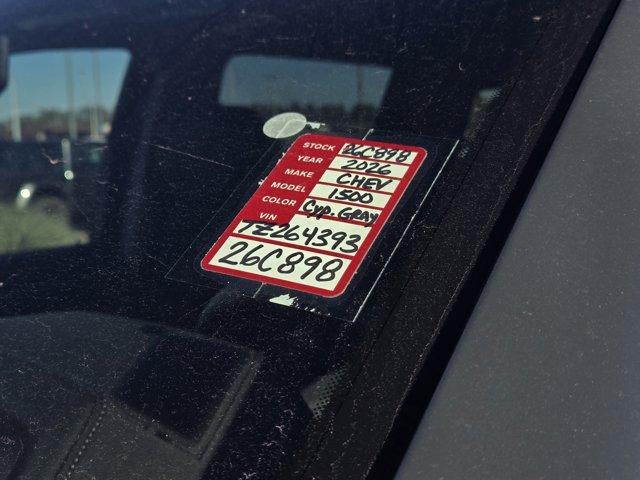 STOCK 26C898
YEAR 2026
MAKE CHEV
MODEL 1500
COLOR Cyp. GRAY
VIN
TZ264393
26C898